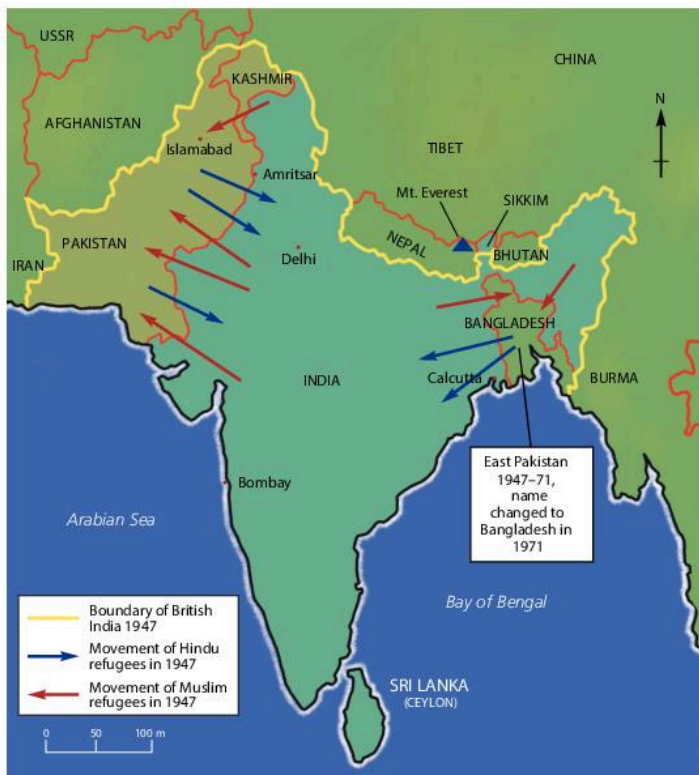 USSR
CHINA
KASHMIR
AFGHANISTAN
Islamabad
N
TIBET
Amritsar
Mt. Everest
SIKKIM
PAKISTAN
NEPAL
BHUTAN
IRAN
Delhi
BANGLADESH
INDIA
Calcutta
BURMA
East Pakistan
1947–71,
name
changed to
Bangladesh in
1971
Bombay
Arabian Sea
Bay of Bengal
Boundary of British
India 1947
Movement of Hindu
refugees in 1947
Movement of Muslim
refugees in 1947
SRI LANKA
(CEYLON)
0 50 100 m